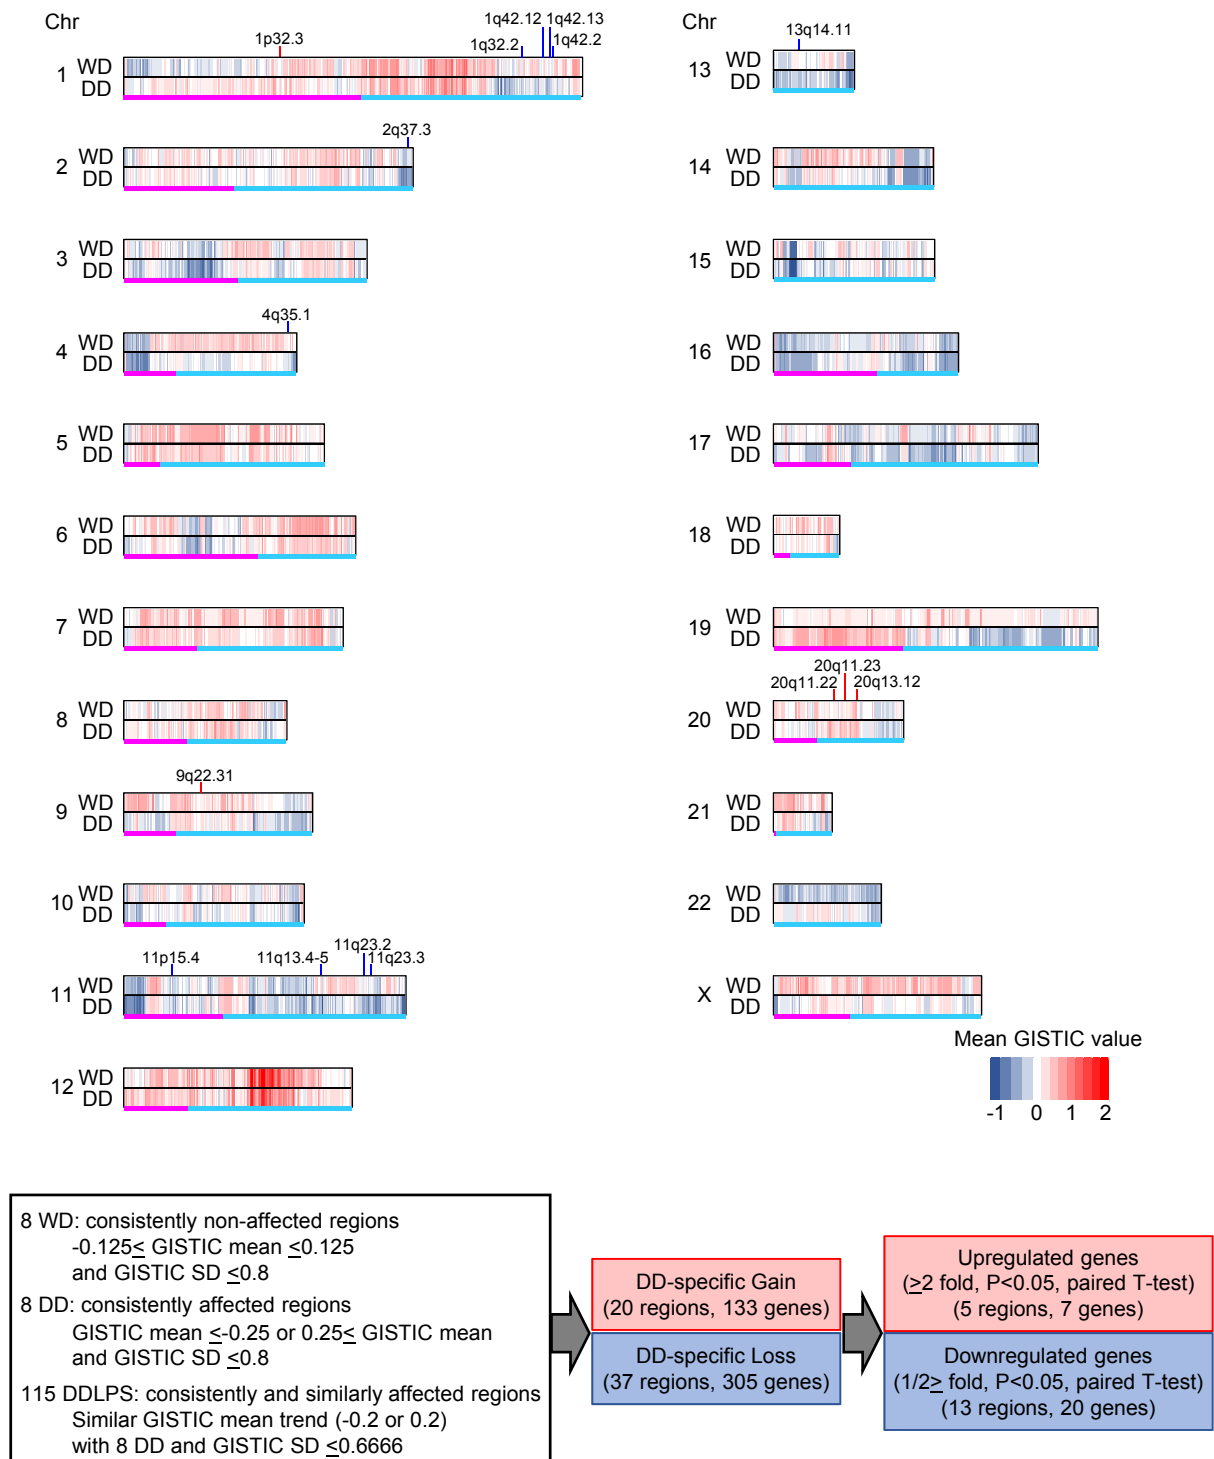 Chr
1p32.3
1q42.12
1q42.13
1q32.2
1q42.2
1
WD
DD
2q37.3
2
WD
DD
3
WD
DD
4q35.1
4
WD
DD
5
WD
DD
6
WD
DD
7
WD
DD
8
WD
DD
9q22.31
9
WD
DD
10
WD
DD
11p15.4
11q13.4-5
11q23.2
11q23.3
11
WD
DD
12
WD
DD
Chr
13q14.11
13
WD
DD
14
WD
DD
15
WD
DD
16
WD
DD
17
WD
DD
18
WD
DD
19
WD
DD
20q11.23
20q11.22
20q13.12
20
WD
DD
21
WD
DD
22
WD
DD
X
WD
DD
Mean GISTIC value
-1 0 1 2
8 WD: consistently non-affected regions
-0.125≤ GISTIC mean ≤0.125
and GISTIC SD ≤0.8
8 DD: consistently affected regions
GISTIC mean ≤-0.25 or 0.25≤ GISTIC mean
and GISTIC SD ≤0.8
115 DDLPS: consistently and similarly affected regions
Similar GISTIC mean trend (-0.2 or 0.2)
with 8 DD and GISTIC SD ≤0.6666
DD-specific Gain
(20 regions, 133 genes)
DD-specific Loss
(37 regions, 305 genes)
Upregulated genes
(≥2 fold, P<0.05, paired T-test)
(5 regions, 7 genes)
Downregulated genes
(1/2≥ fold, P<0.05, paired T-test)
(13 regions, 20 genes)